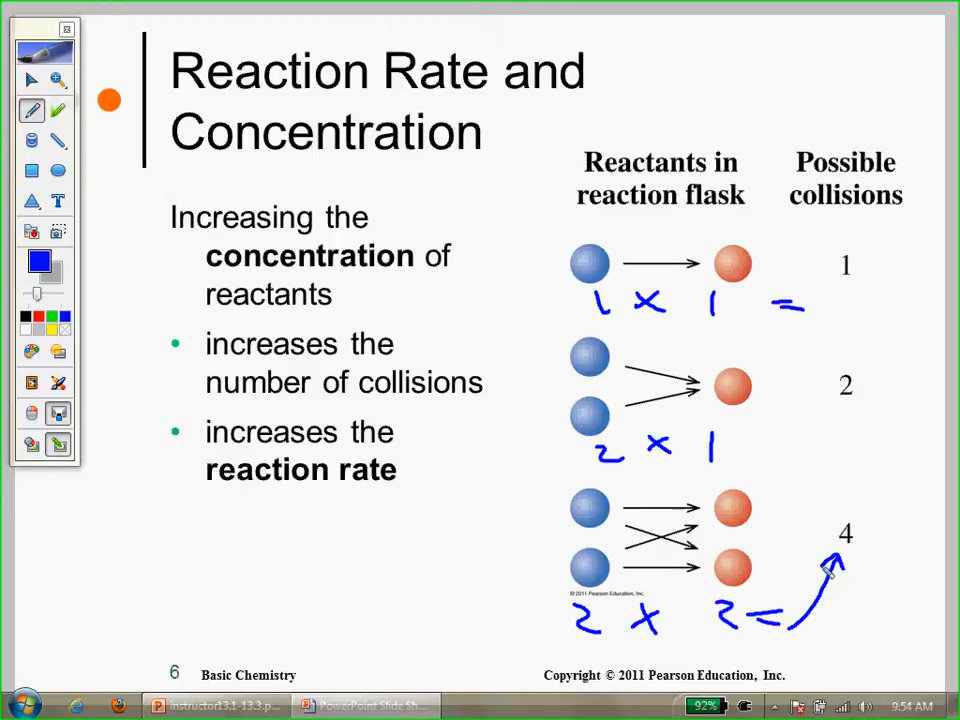 Reaction Rate and
Concentration
Increasing the
concentration of
reactants
• increases the
number of collisions
• increases the
reaction rate
Reactants in
reaction flask
Possible
collisions
1
1 x 1 =
2
2 x 1
4
© 2011 Pearson Education, Inc.
2 x 2 =
6 Basic Chemistry
Copyright © 2011 Pearson Education, Inc.
T
instructor13.1-13.3.p...
PowerPoint Slide Sh...
92%
9:54 AM